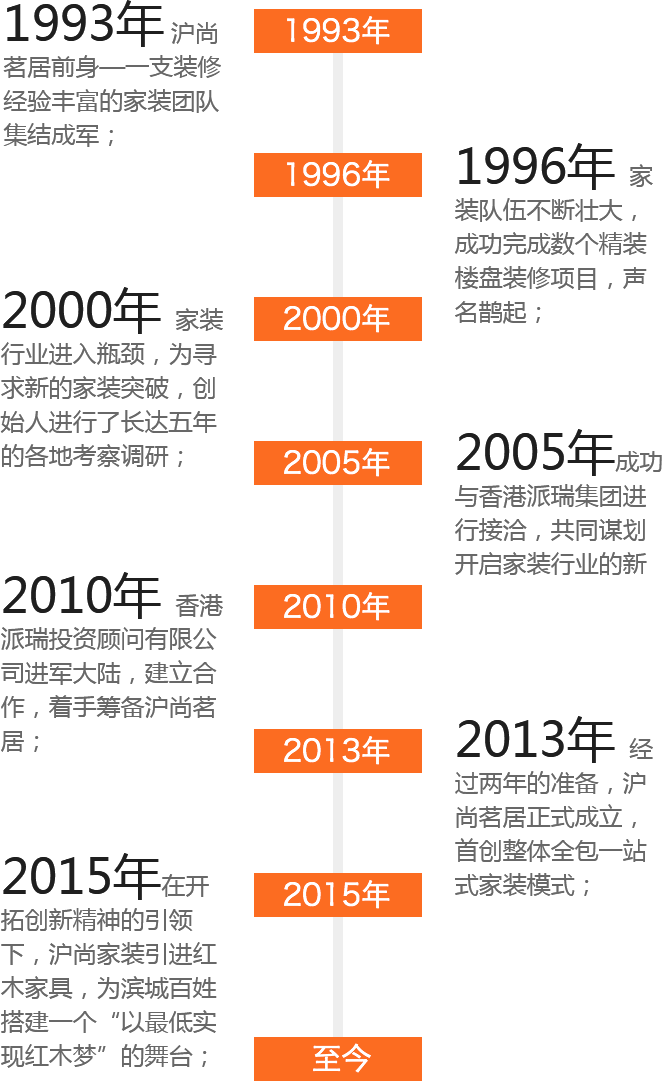 1993年 沪尚
茗居前身—一支装修
经验丰富的家装团队
集结成军；
1993年
1996年
1996年 家
装队伍不断壮大，
成功完成数个精装
楼盘装修项目，声
名鹊起；
2000年 家装
行业进入瓶颈，为寻
求新的家装突破，创
始人进行了长达五年
的各地考察调研；
2000年
2005年
2005年成功
与香港派瑞集团进
行接洽，共同谋划
开启家装行业的新
2010年 香港
派瑞投资顾问有限公
司进军大陆，建立合
作，着手筹备沪尚茗
居；
2010年
2013年
2013年 经
过两年的准备，沪
尚茗居正式成立，
首创整体全包一站
式家装模式；
2015年在开
拓创新精神的引领
下，沪尚家装引进红
木家具，为滨城百姓
搭建一个“以最低实
现红木梦”的舞台；
2015年
至今